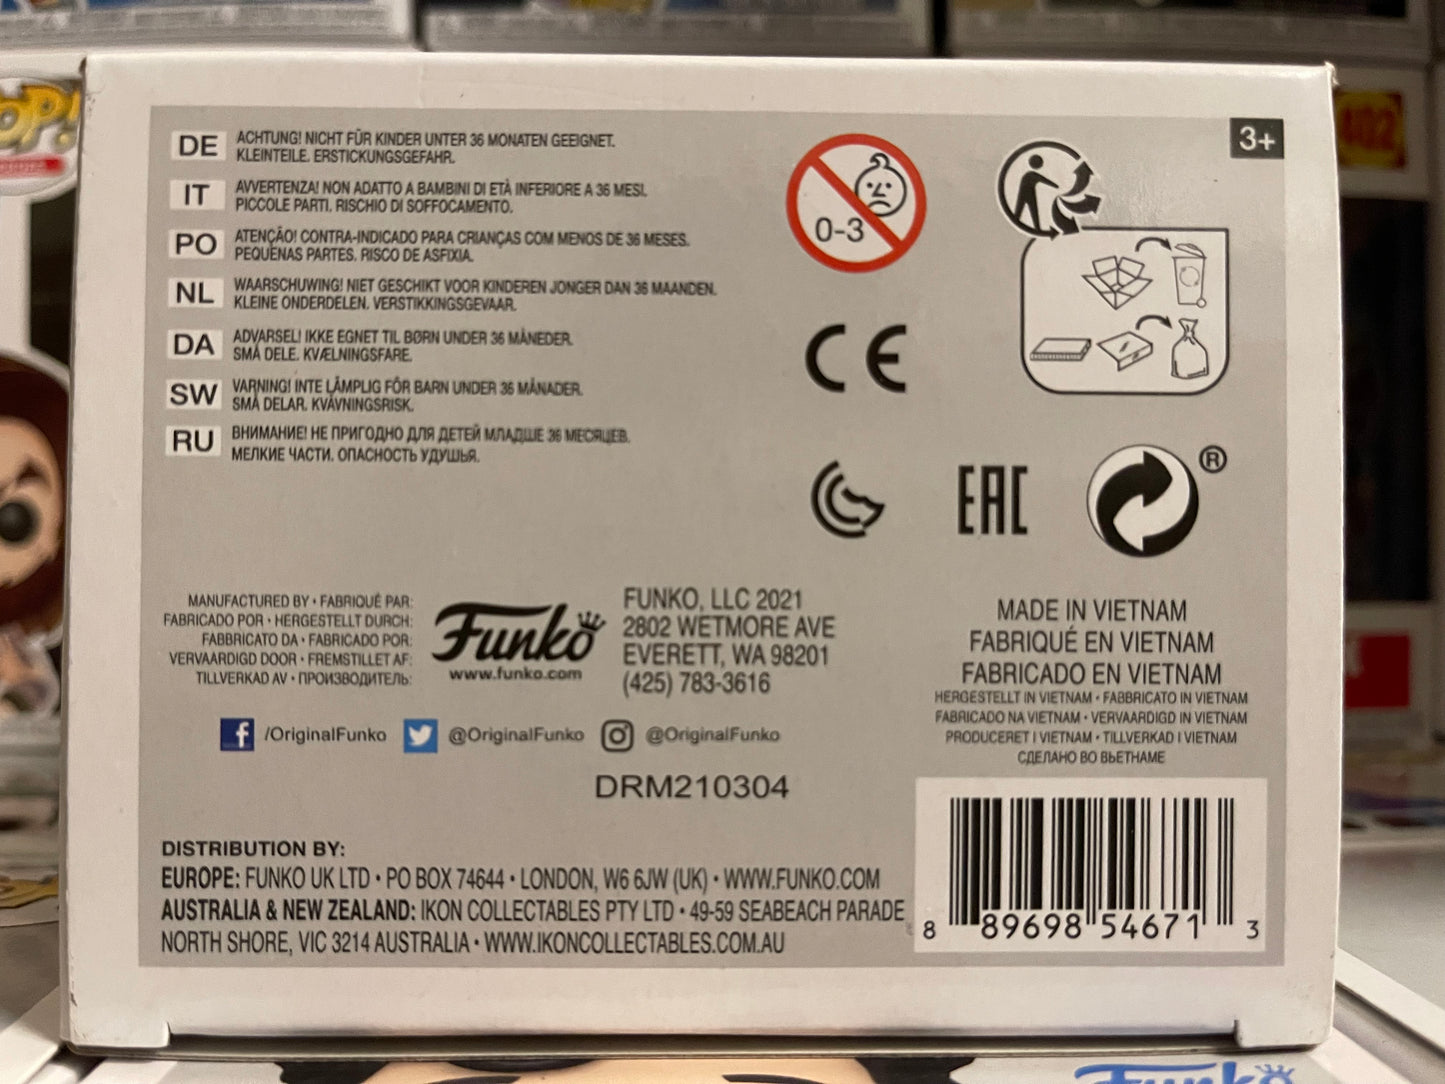 OP!
DE
ACHTUNG! NICHT FÜR KINDER UNTER 36 MONATEN GEEIGNET.
KLEINTEILE. ERSTICKUNGSGEFAHR.
IT
AVVERTENZA! NON ADATTO A BAMBINI DI ETÀ INFERIORE A 36 MESI.
PICCOLE PARTI. RISCHIO DI SOFFOCAMENTO.
PO
ATENÇÃO! CONTRA-INDICADO PARA CRIANÇAS COM MENOS DE 36 MESES.
PEQUENAS PARTES. RISCO DE ASFIXIA.
NL
WAARSCHUWING! NIET GESCHIKT VOOR KINDEREN JONGER DAN 36 MAANDEN.
KLEINE ONDERDELEN. VERSTIKKINGSGEVAAR.
DA
ADVARSEL! IKKE EGNET TIL BØRN UNDER 36 MÅNEDER.
SMÅ DELE. KVÆLNINGSFARE.
SW
VARNING! INTE LÄMPLIG FÖR BARN UNDER 36 MÅNADER.
SMÅ DELAR. KVÄVNINGSRISK.
RU
ВНИМАНИЕ! НЕ ПРИГОДНО ДЛЯ ДЕТЕЙ МЛАДШЕ 36 МЕСЯЦЕВ.
МЕЛКИЕ ЧАСТИ. ОПАСНОСТЬ УДУШЬЯ.
0-3
3+
CE
EAC
®
MANUFACTURED BY • FABRIQUÉ PAR:
FABRICADO POR • HERGESTELLT DURCH:
FABBRICATO DA • FABRICADO POR:
VERVAARDIGD DOOR • FREMSTILLET AF:
TILLVERKAD AV • ПРОИЗВОДИТЕЛЬ:
Funko
www.funko.com
FUNKO, LLC 2021
2802 WETMORE AVE
EVERETT, WA 98201
(425) 783-3616
/OriginalFunko @OriginalFunko @OriginalFunko
DRM210304
MADE IN VIETNAM
FABRIQUÉ EN VIETNAM
FABRICADO EN VIETNAM
HERGESTELLT IN VIETNAM • FABBRICATO IN VIETNAM
FABRICADO NA VIETNAM • VERVAARDIGD IN VIETNAM
PRODUCERET I VIETNAM • TILLVERKAD I VIETNAM
СДЕЛАНО ВО ВЬЕТНАМЕ
DISTRIBUTION BY:
EUROPE: FUNKO UK LTD • PO BOX 74644 • LONDON, W6 6JW (UK) • WWW.FUNKO.COM
AUSTRALIA & NEW ZEALAND: IKON COLLECTABLES PTY LTD • 49-59 SEABEACH PARADE
NORTH SHORE, VIC 3214 AUSTRALIA • WWW.IKONCOLLECTABLES.COM.AU
8 89698 54671 3
Funko